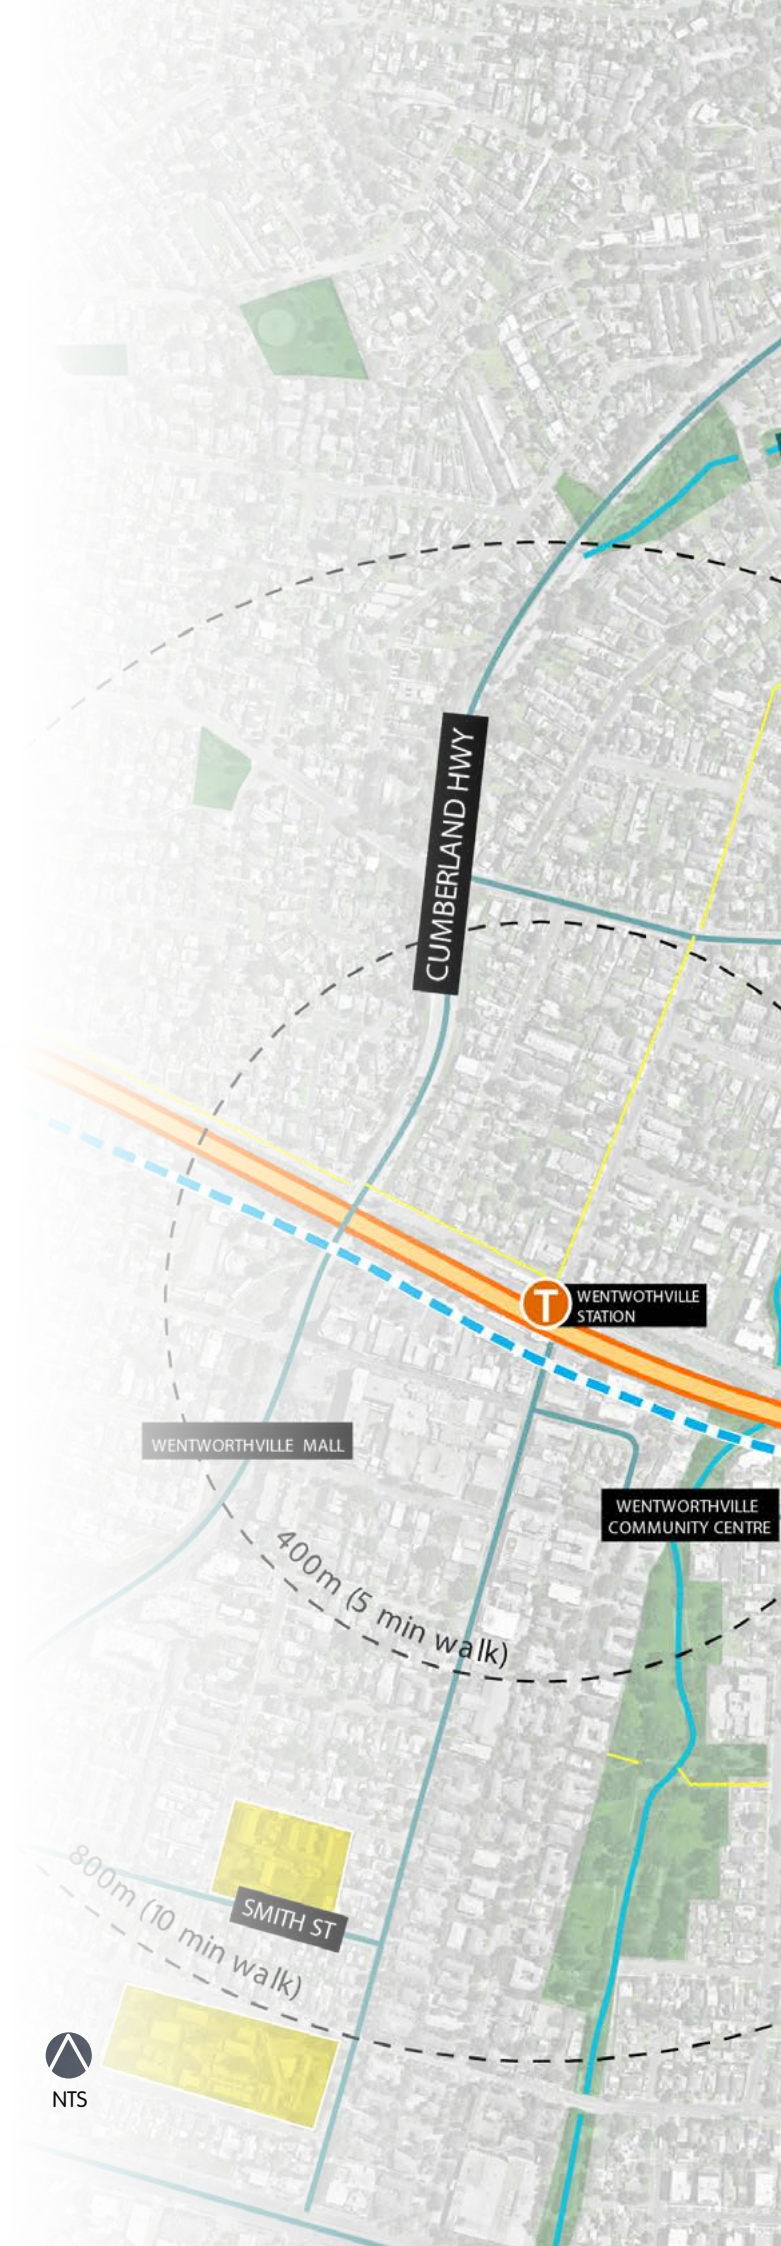 CUMBERLAND HWY
T
WENTWOTHVILLE
STATION
WENTWORTHVILLE MALL
WENTWORTHVILLE
COMMUNITY CENTRE
400m (5 min walk)
SMITH ST
800m (10 min walk)
NTS